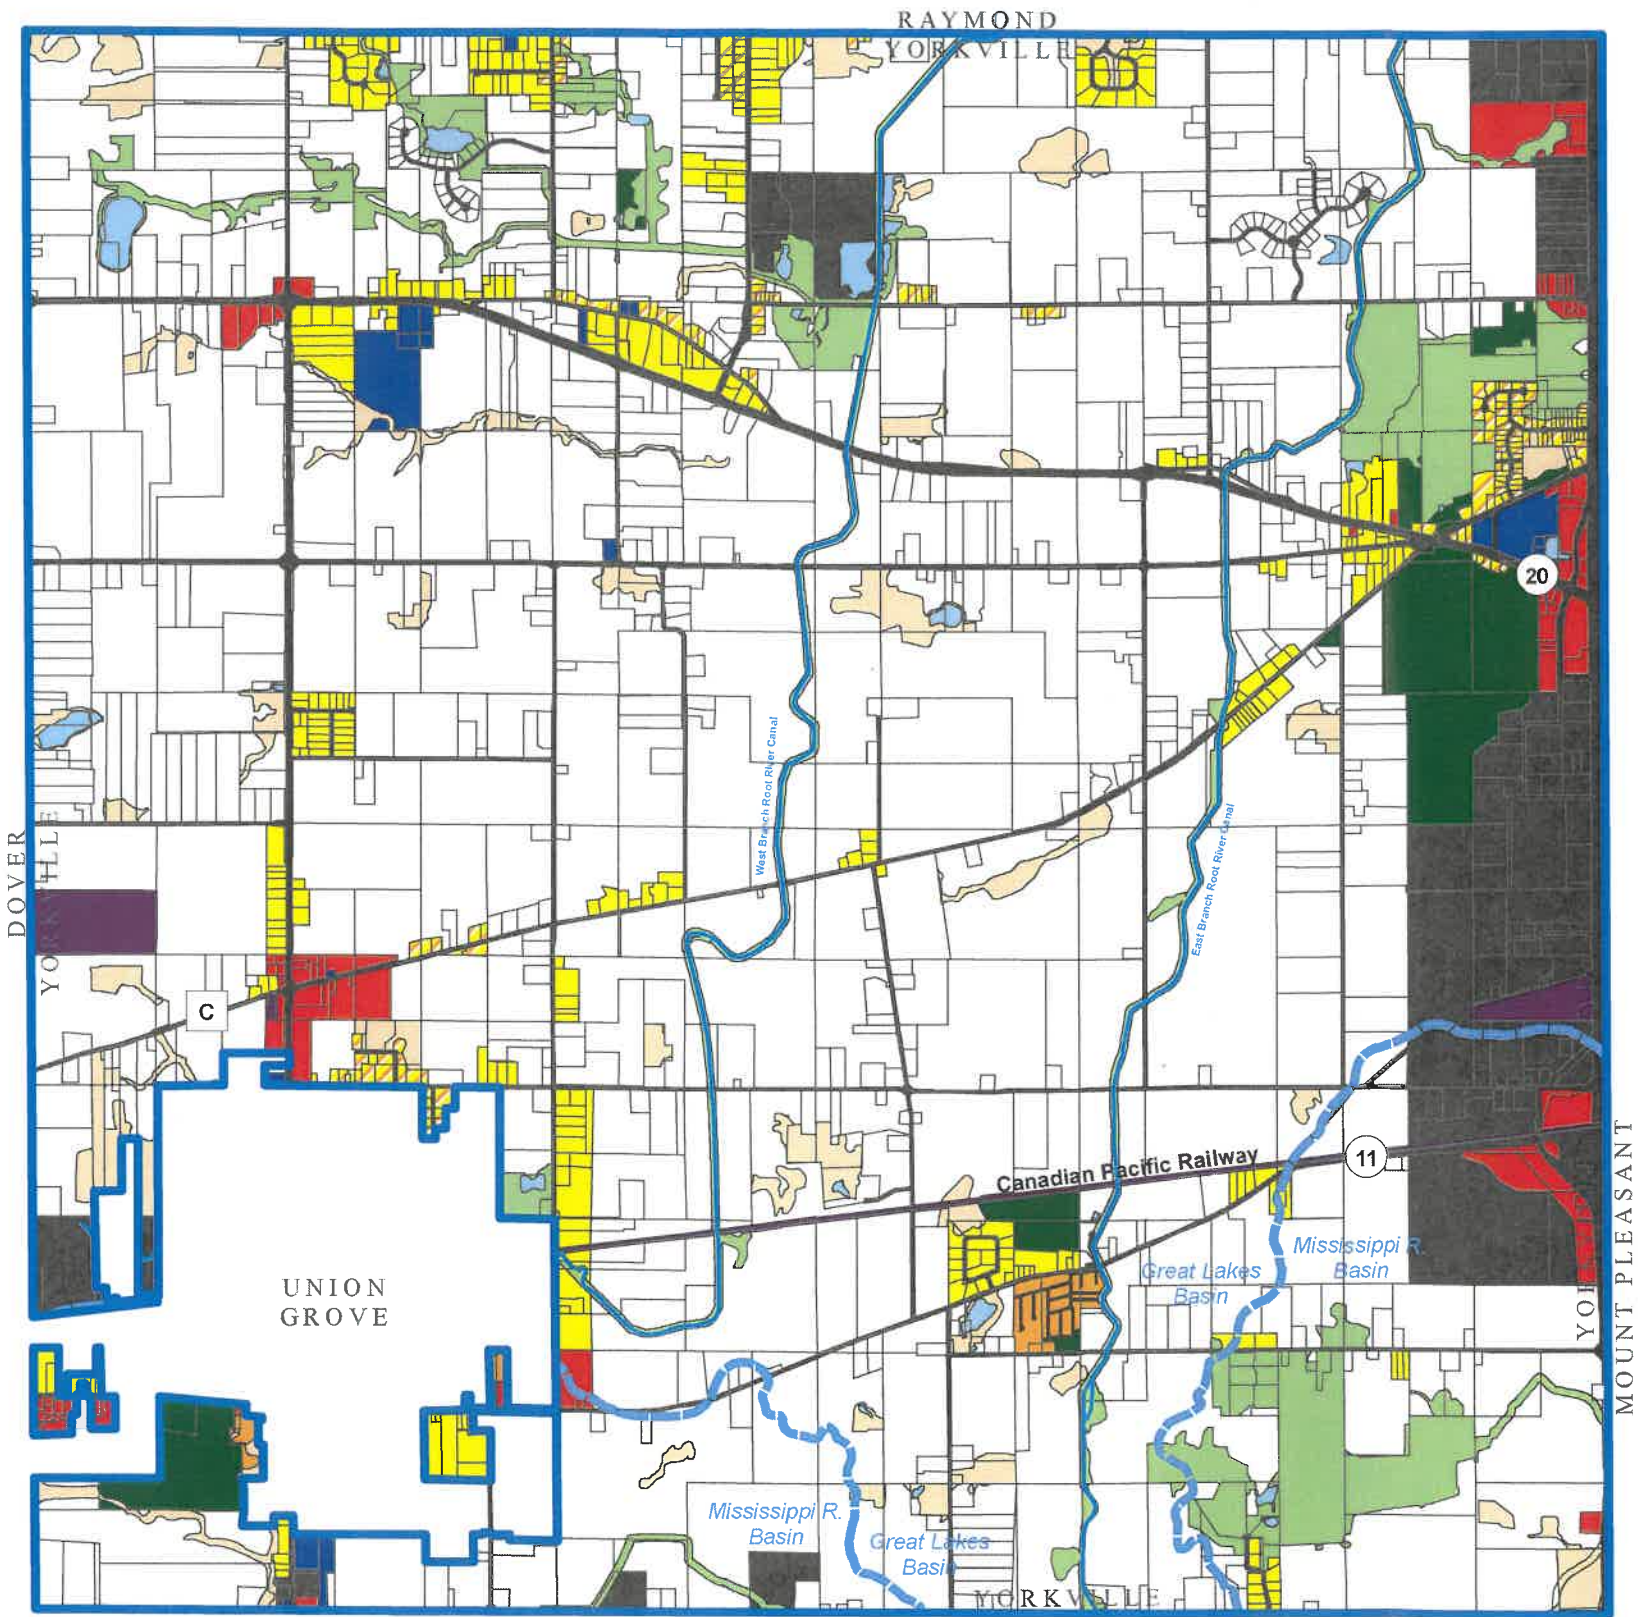 RAYMOND
YORKVILLE
20
West Branch Root River Canal
East Branch Root River Canal
DOVER
YORKVILLE
C
Canadian Pacific Railway
11
Mississippi R.
Basin
Great Lakes
Basin
UNION
GROVE
MOUNT PLEASANT
Mississippi R.
Basin
Great Lakes
Basin
YORKVILLE